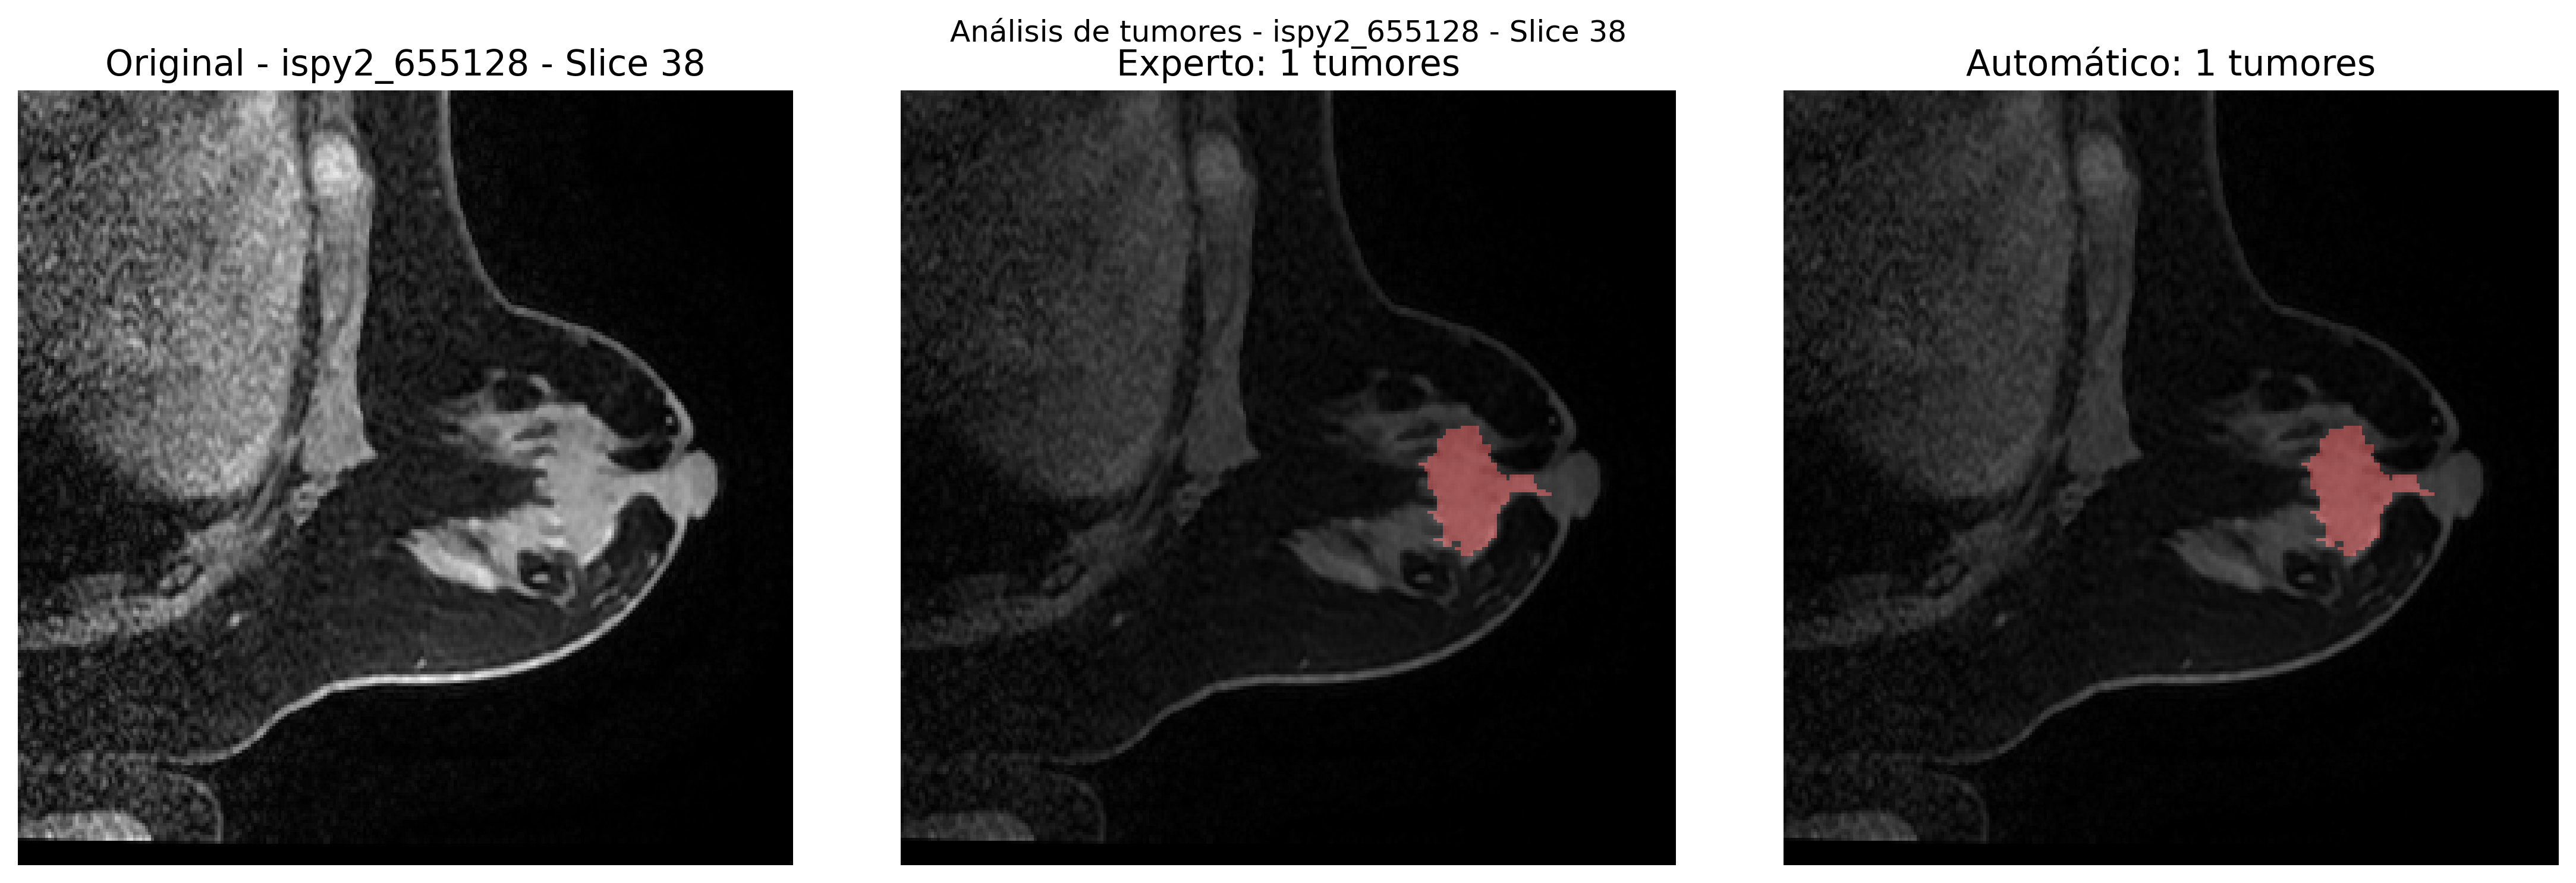 Análisis de tumores - ispy2_655128 - Slice 38
Original - ispy2_655128 - Slice 38
Experto: 1 tumores
Automático: 1 tumores